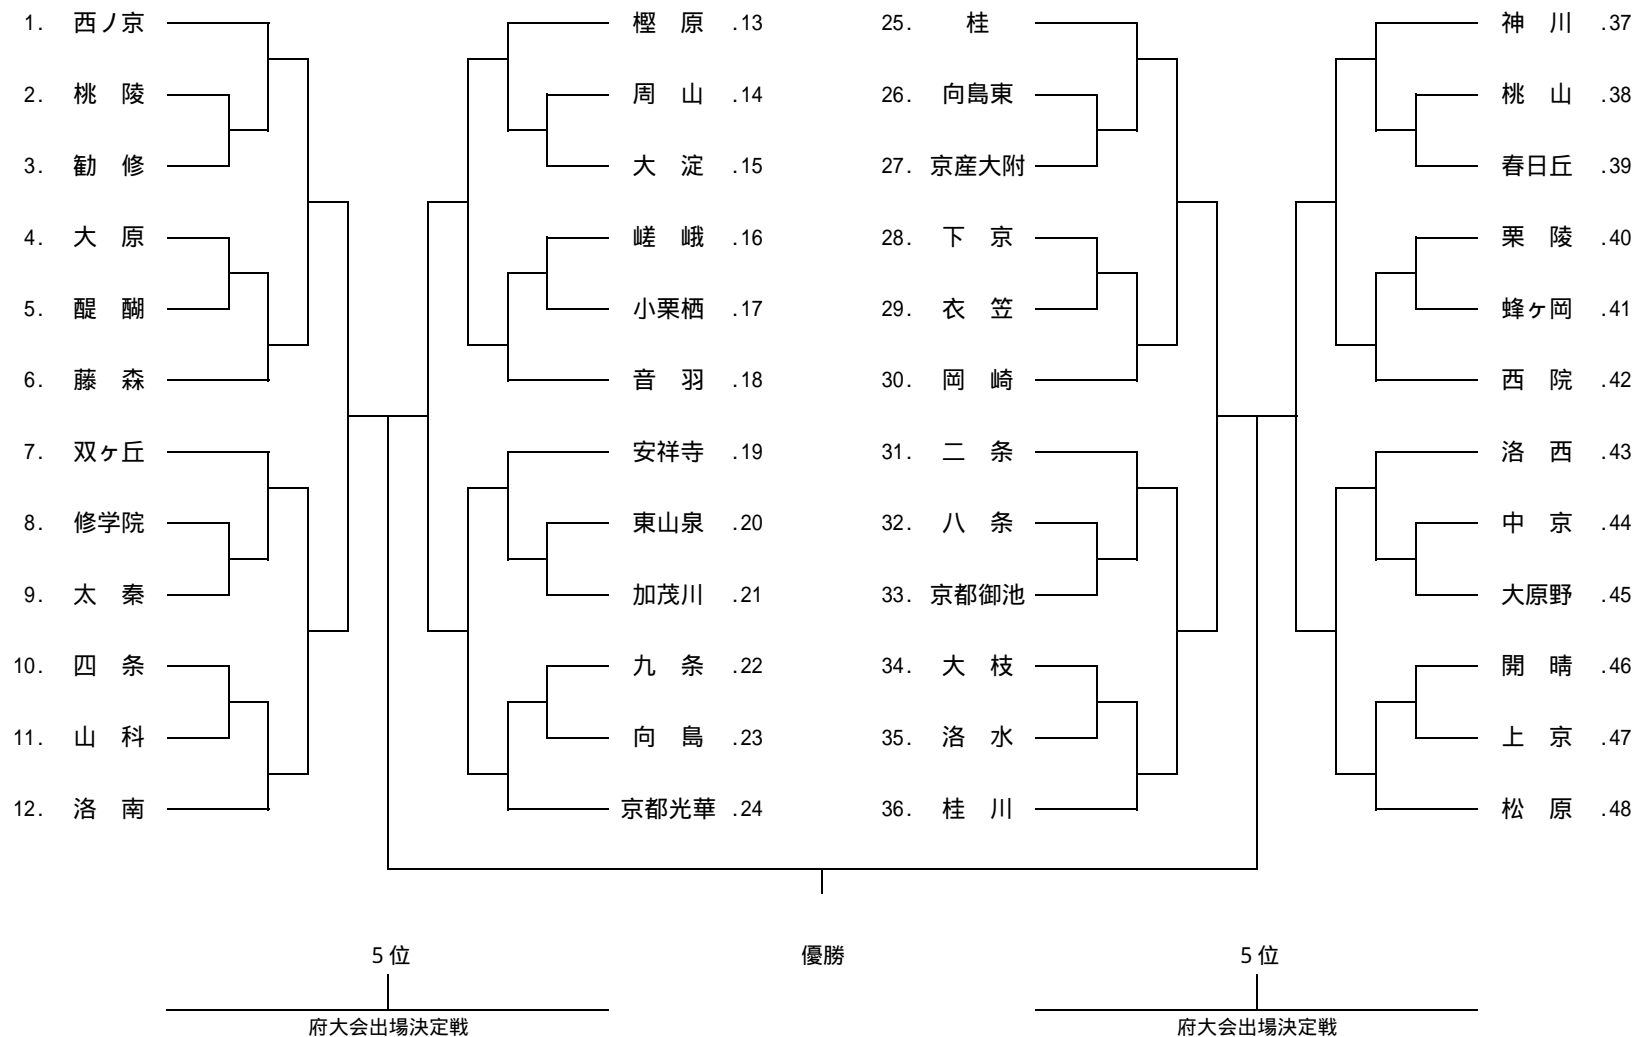 1. 西ノ京
2. 桃　陵
3. 勧　修
4. 大　原
5. 醍　醐
6. 藤　森
7. 双ヶ丘
8. 修学院
9. 太　秦
10. 四　条
11. 山　科
12. 洛　南
樫　原 .13
周　山 .14
大　淀 .15
嵯　峨 .16
小栗栖 .17
音　羽 .18
安祥寺 .19
東山泉 .20
加茂川 .21
九　条 .22
向　島 .23
京都光華 .24
25. 桂
26. 向島東
27. 京産大附
28. 下　京
29. 衣　笠
30. 岡　崎
31. 二　条
32. 八　条
33. 京都御池
34. 大　枝
35. 洛　水
36. 桂　川
神　川 .37
桃　山 .38
春日丘 .39
栗　陵 .40
蜂ヶ岡 .41
西　院 .42
洛　西 .43
中　京 .44
大原野 .45
開　晴 .46
上　京 .47
松　原 .48
5位
優勝
5位
府大会出場決定戦
府大会出場決定戦